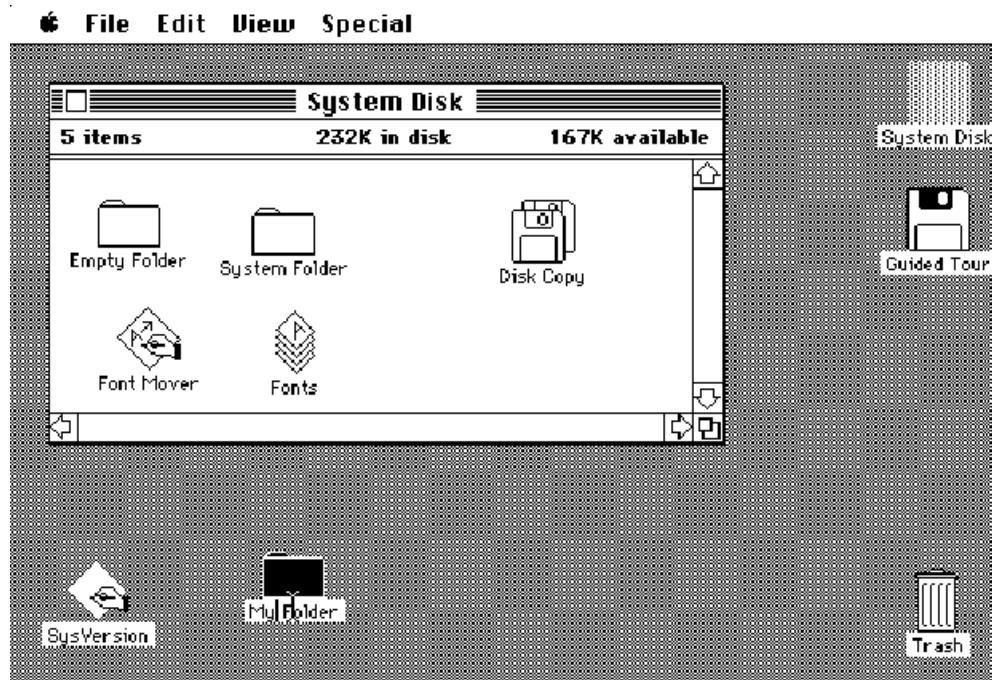 File Edit View Special
System Disk
5 items 232K in disk 167K available
Empty Folder
System Folder
Disk Copy
Font Mover
Fonts
System Disk
Guided Tour
SysVersion
My Folder
Trash